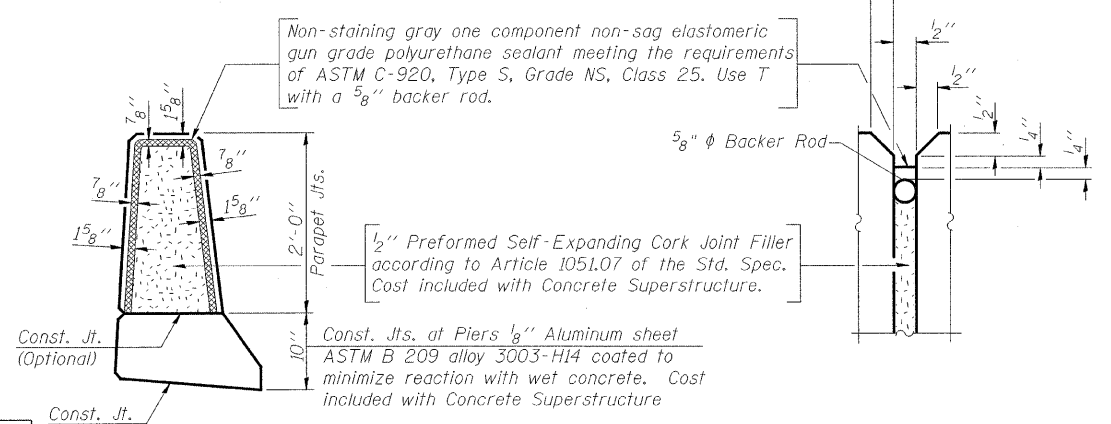 Non-staining gray one component non-sag elastomeric
gun grade polyurethane sealant meeting the requirements
of ASTM C-920, Type S, Grade NS, Class 25. Use T
with a 5/8" backer rod.
1/2"
1/2"
1/2"
1/4"
1/4"
5/8" ϕ Backer Rod
7/8"
1 5/8"
7/8"
7/8"
1 5/8"
1 5/8"
2'-0"
Parapet Jts.
1/2" Preformed Self-Expanding Cork Joint Filler
according to Article 1051.07 of the Std. Spec.
Cost included with Concrete Superstructure.
Const. Jt.
(Optional)
10"
Const. Jts. at Piers 1/8" Aluminum sheet
ASTM B 209 alloy 3003-H14 coated to
minimize reaction with wet concrete. Cost
included with Concrete Superstructure
Const. Jt.